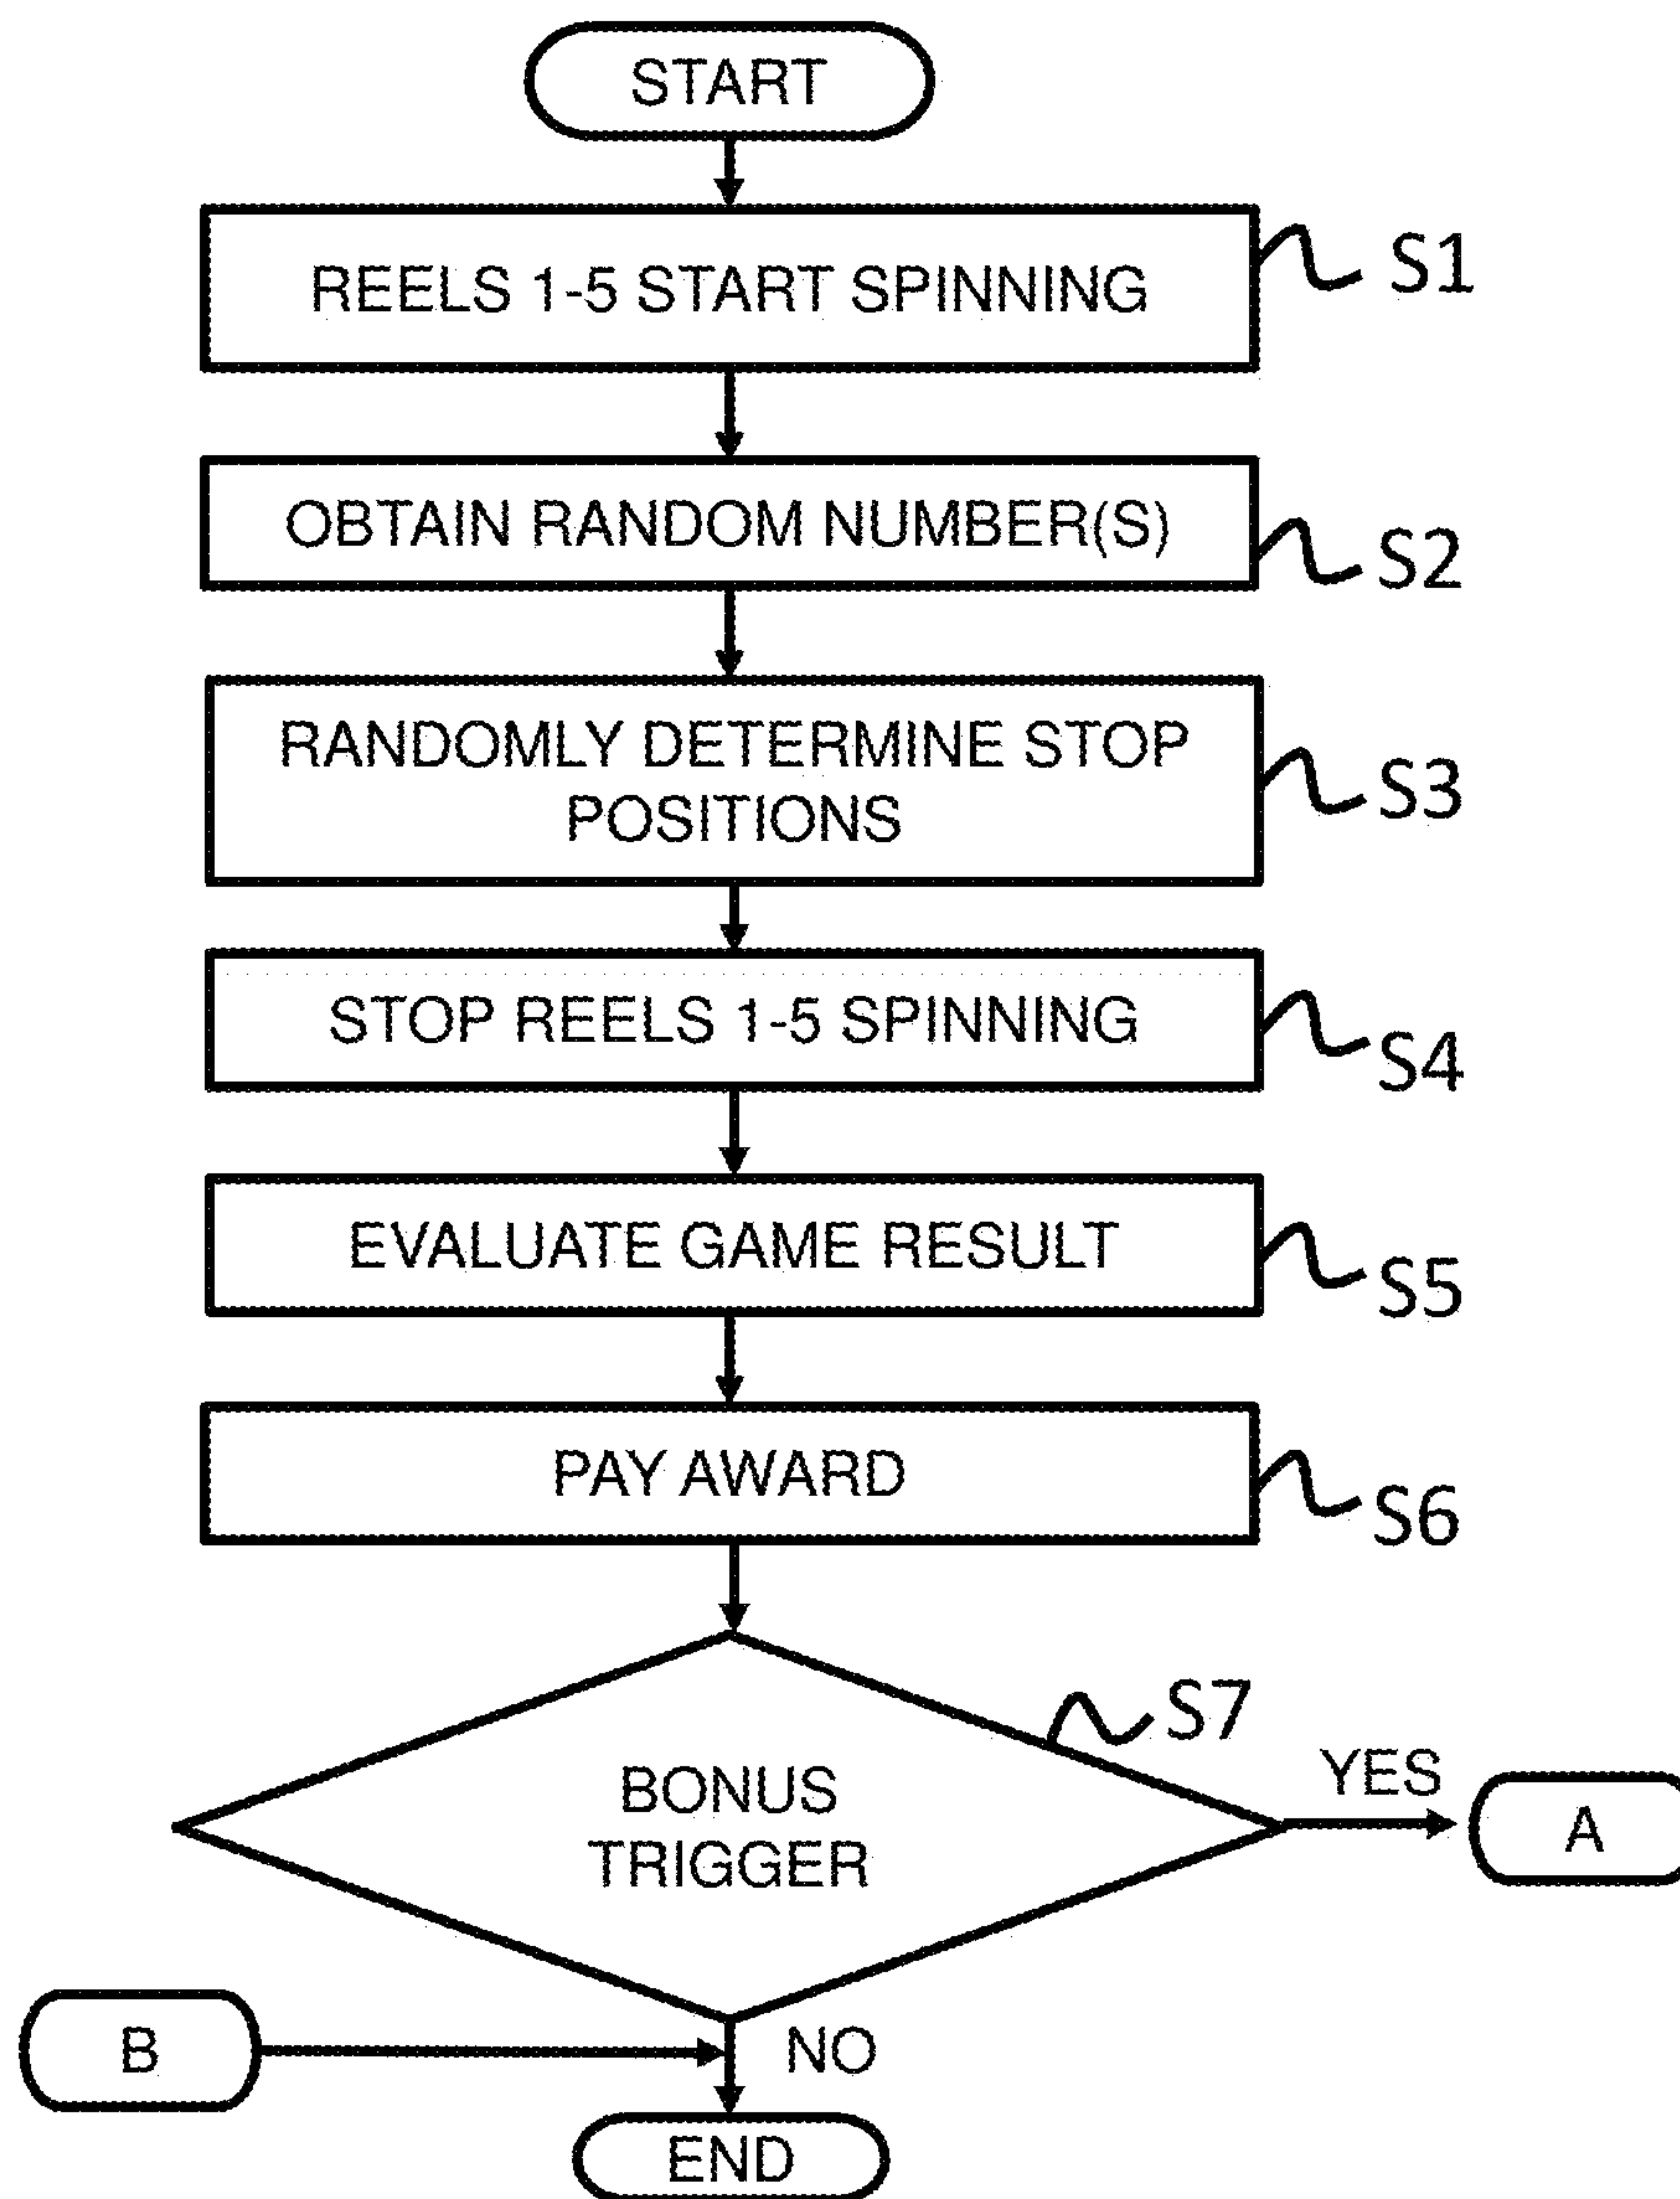 START
REELS 1-5 START SPINNING
S1
OBTAIN RANDOM NUMBER(S)
S2
RANDOMLY DETERMINE STOP
POSITIONS
S3
STOP REELS 1-5 SPINNING
S4
EVALUATE GAME RESULT
S5
PAY AWARD
S6
S7
BONUS
TRIGGER
YES
A
B
NO
END